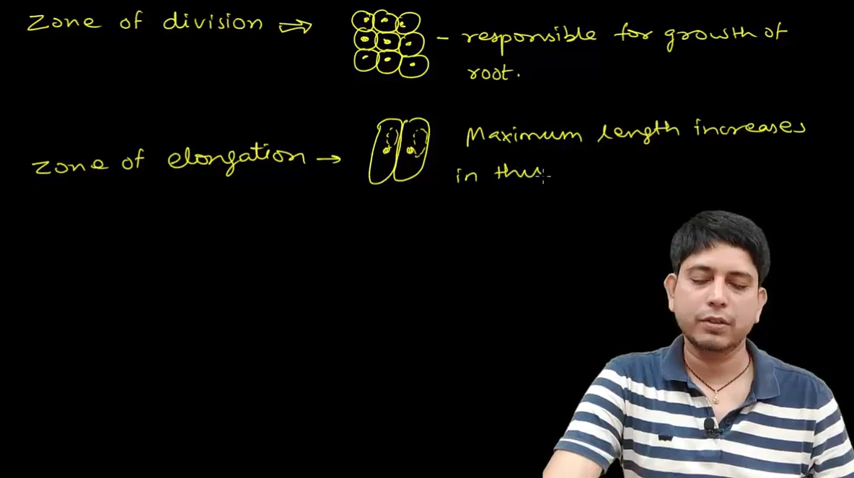 zone of division ⇒
– responsible for growth of
root.
zone of elongation →
Maximum length increases
in this